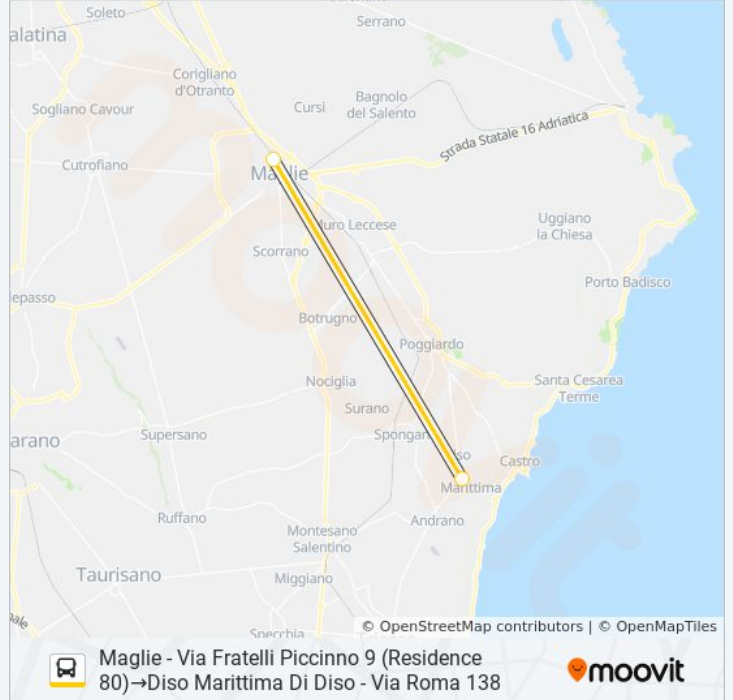 Soleto
Serrano
alatina
Corigliano
d'Otranto
Bagnolo
del Salento
Cursi
Sogliano Cavour
Strada Statale 16 Adriatica
Cutrofiano
Maglie
Muro Leccese
Uggiano
la Chiesa
Scorrano
Porto Badisco
epasso
Botrugno
Poggiardo
Nociglia
Santa Cesarea
Terme
Surano
arano
Supersano
Spongan
iso
Castro
Marittima
Ruffano
Andrano
Montesano
Salentino
Taurisano
Miggiano
nale
Specchia
© OpenStreetMap contributors | © OpenMapTiles
Maglie - Via Fratelli Piccinno 9 (Residence
80)→Diso Marittima Di Diso - Via Roma 138
moovit